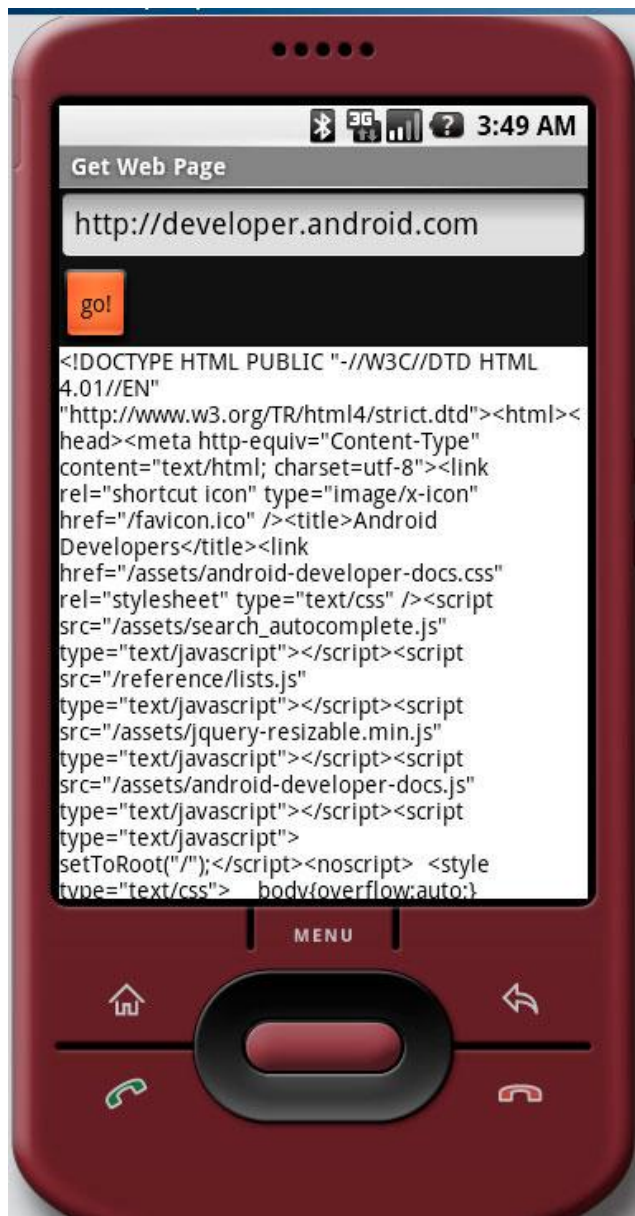 3G 3:49 AM
Get Web Page
http://developer.android.com
go!
<!DOCTYPE HTML PUBLIC "-//W3C//DTD HTML
4.01//EN"
"http://www.w3.org/TR/html4/strict.dtd"><html><
head><meta http-equiv="Content-Type"
content="text/html; charset=utf-8"><link
rel="shortcut icon" type="image/x-icon"
href="/favicon.ico" /><title>Android
Developers</title><link
href="/assets/android-developer-docs.css"
rel="stylesheet" type="text/css" /><script
src="/assets/search_autocomplete.js"
type="text/javascript"></script><script
src="/reference/lists.js"
type="text/javascript"></script><script
src="/assets/jquery-resizable.min.js"
type="text/javascript"></script><script
src="/assets/android-developer-docs.js"
type="text/javascript"></script><script
type="text/javascript">
setToRoot("/");</script><noscript>  <style
type="text/css">    body{overflow:auto;}
MENU